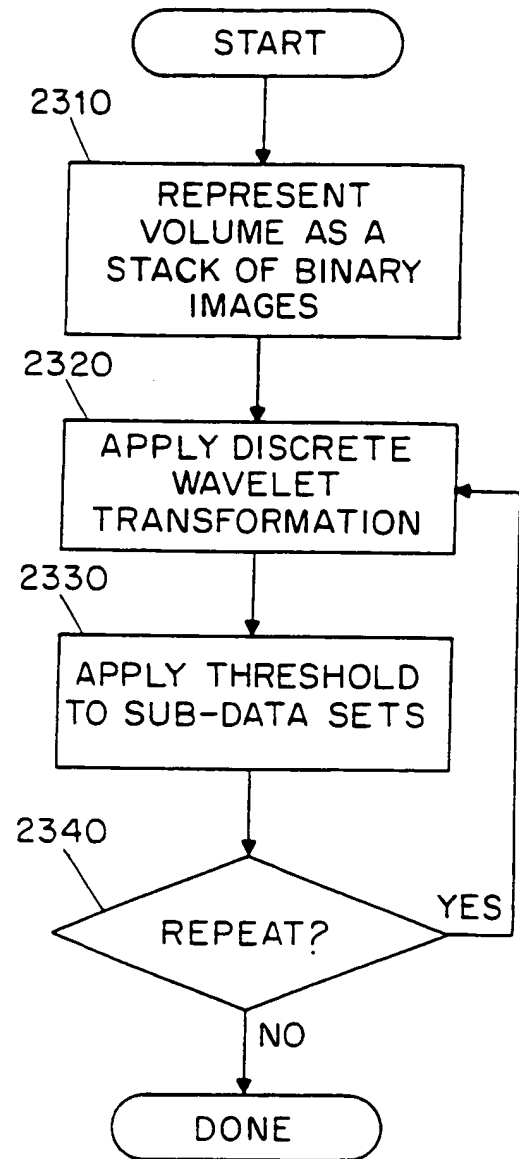 START
2310
REPRESENT
VOLUME AS A
STACK OF BINARY
IMAGES
2320
APPLY DISCRETE
WAVELET
TRANSFORMATION
2330
APPLY THRESHOLD
TO SUB-DATA SETS
2340
REPEAT?
YES
NO
DONE